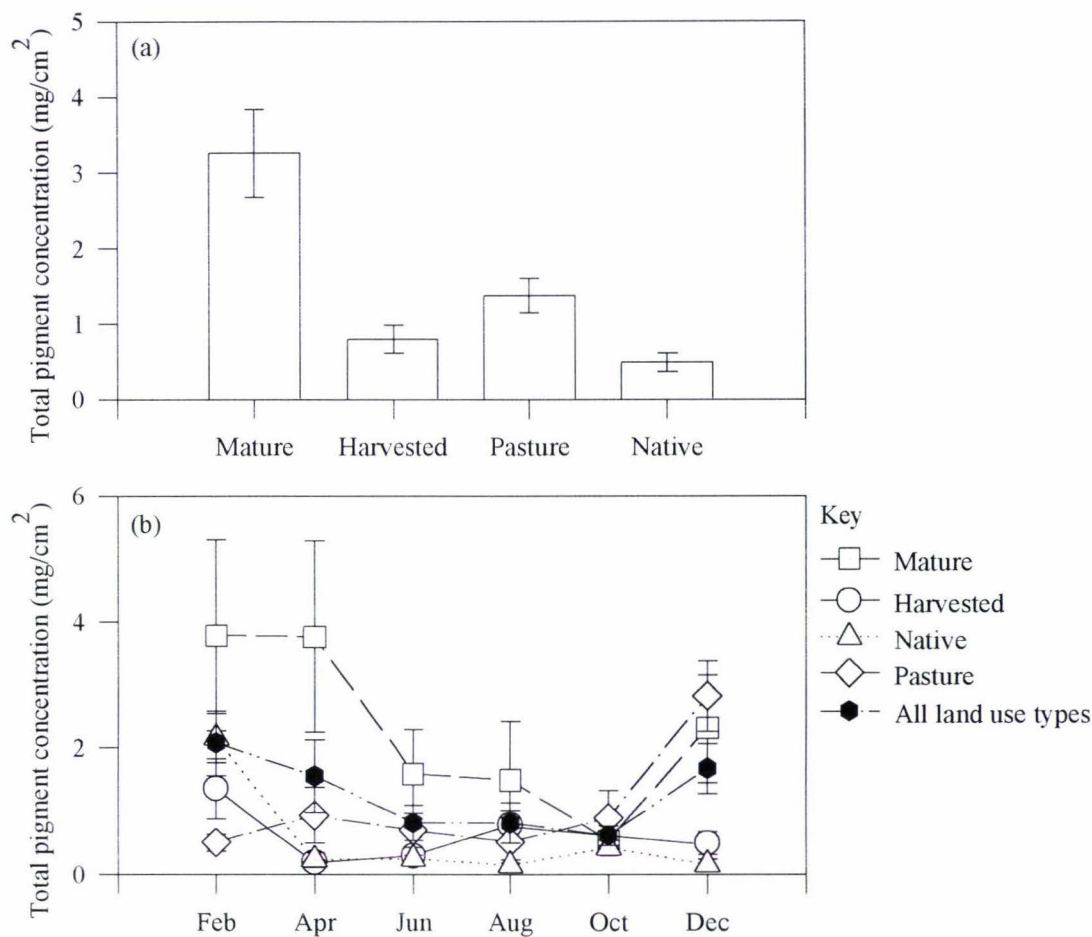 (a)
Total pigment concentration (mg/cm²)
5
4
3
2
1
0
Mature Harvested Pasture Native
(b)
Total pigment concentration (mg/cm²)
6
4
2
0
Feb Apr Jun Aug Oct Dec
Key
Mature
Harvested
Native
Pasture
All land use types